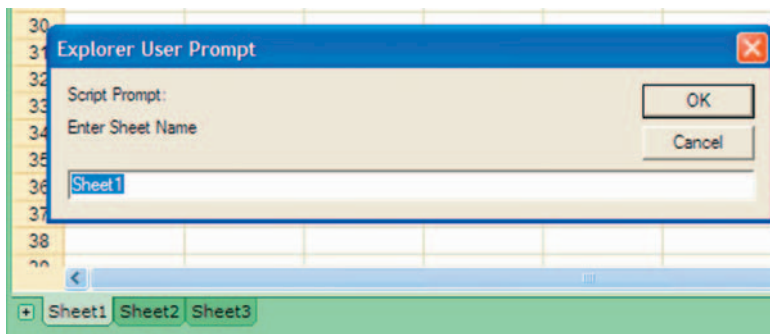 30
31
Explorer User Prompt
32
33
Script Prompt:
OK
34
Enter Sheet Name
Cancel
35
36
Sheet1
37
38
Sheet1 Sheet2 Sheet3